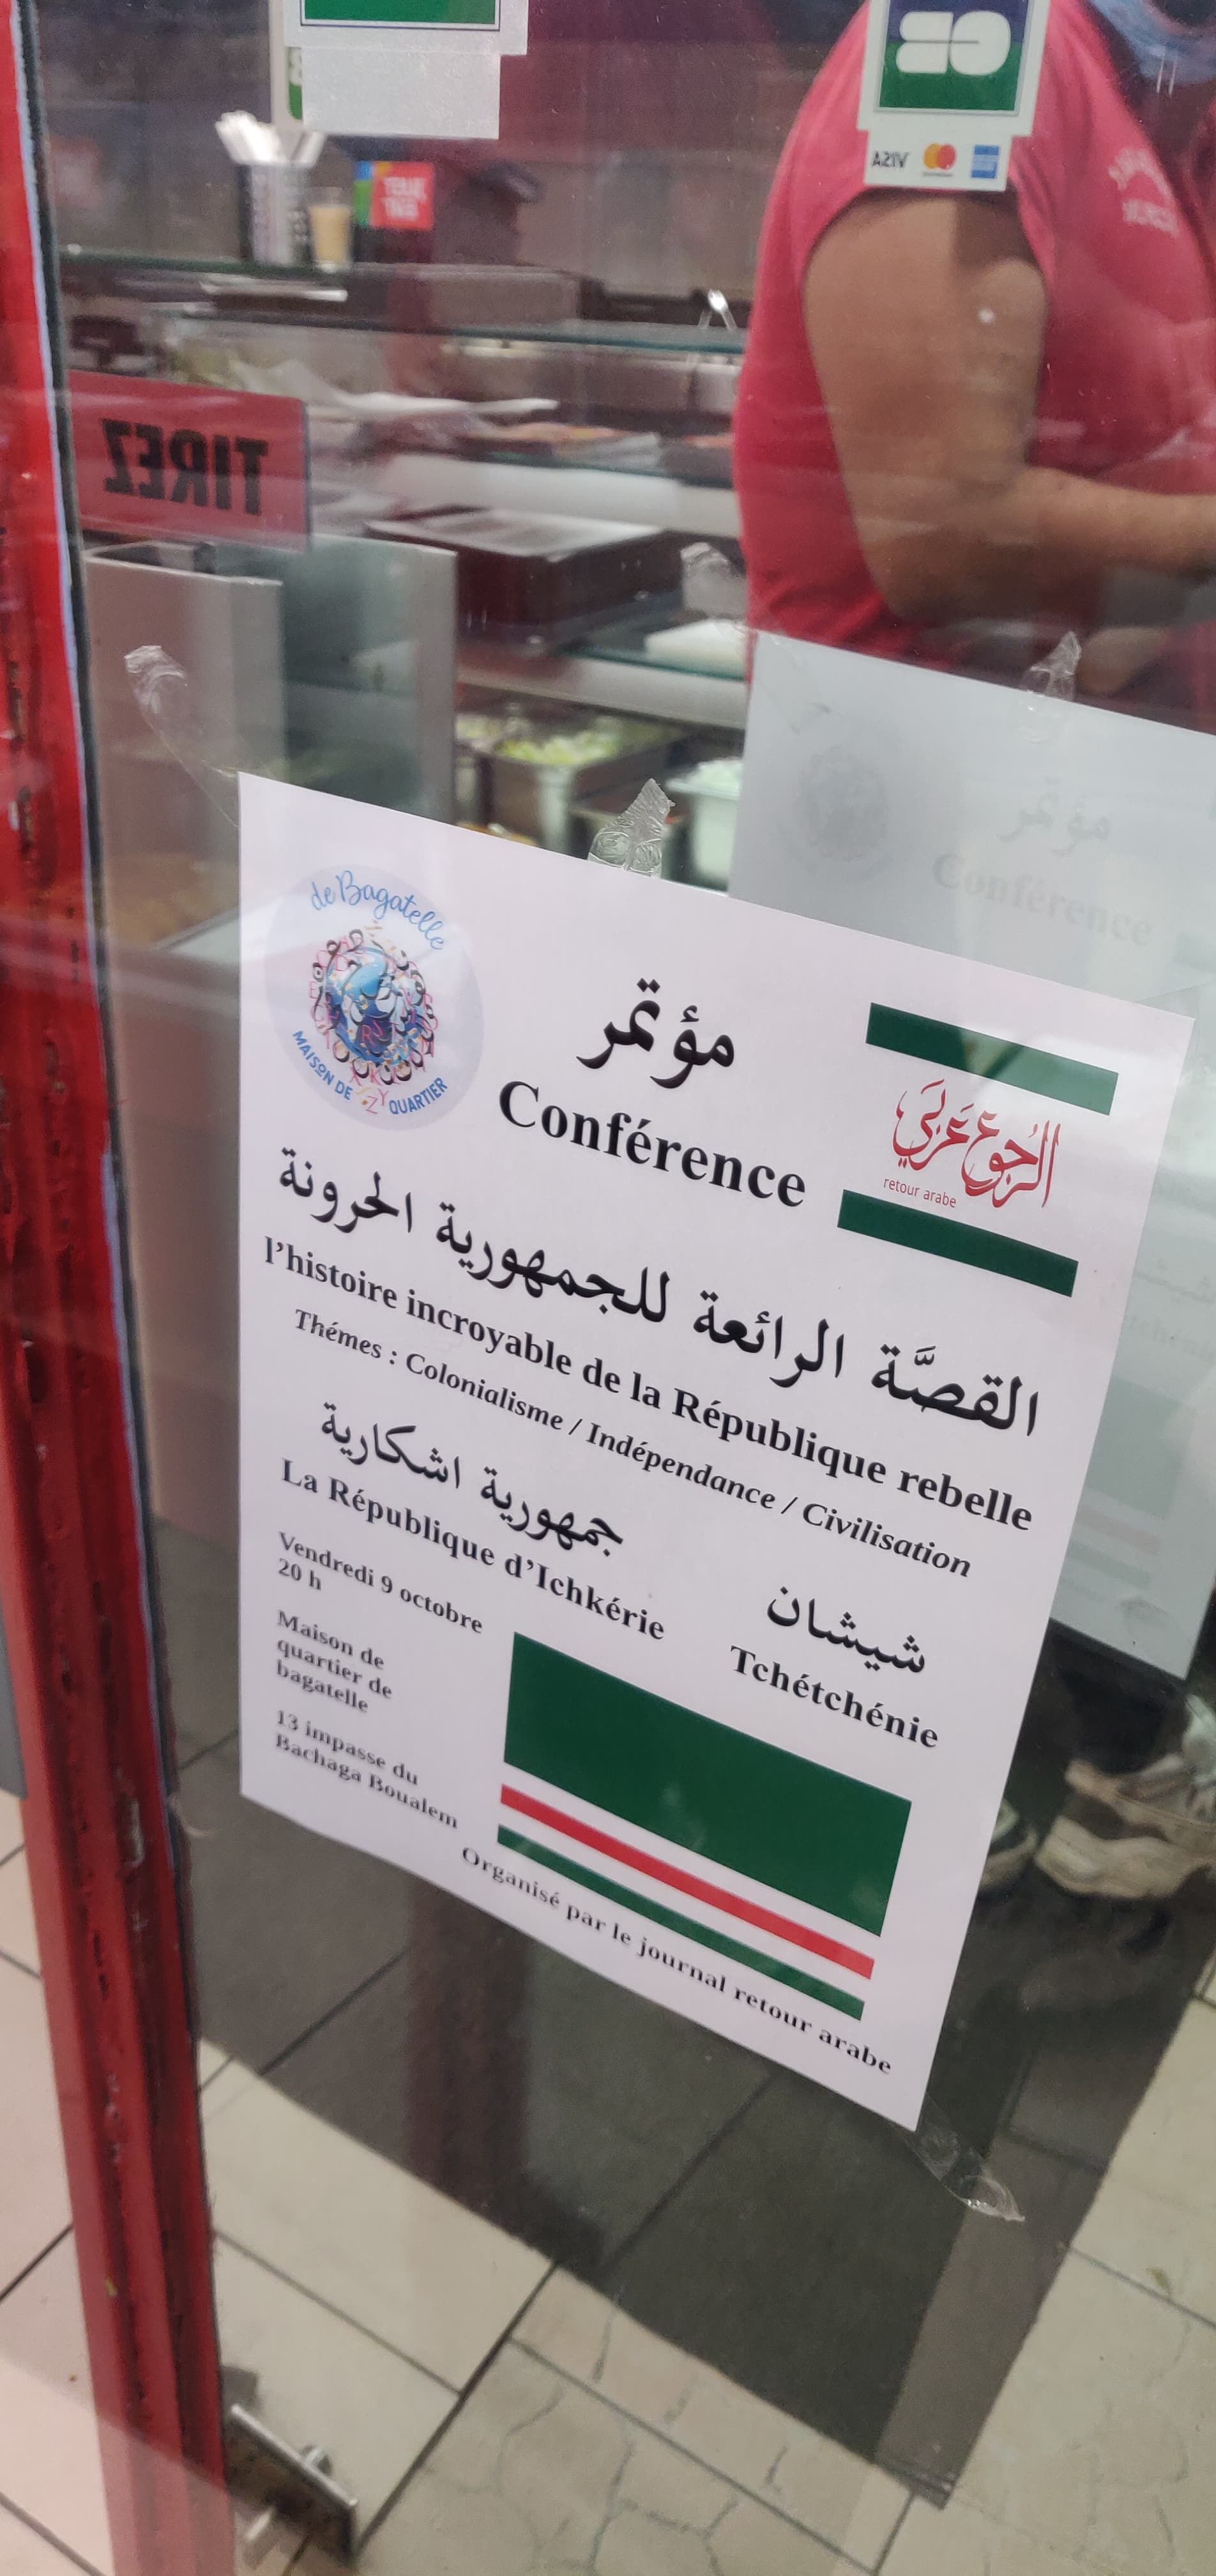 VISA
TIREZ
de Bagatelle
MAISON DE QUARTIER
مؤتمر
Conférence
الرجوع عربي
retour arabe
القصَّة الرائعة للجمهورية الحرونة
l’histoire incroyable de la République rebelle
Thémes : Colonialisme / Indépendance / Civilisation
جمهورية اشكارية
La République d’Ichkérie
شيشان
Tchétchénie
Vendredi 9 octobre
20 h
Maison de
quartier de
bagatelle
13 impasse du
Bachaga Boualem
Organisé par le journal retour arabe
مؤتمر
Conférence